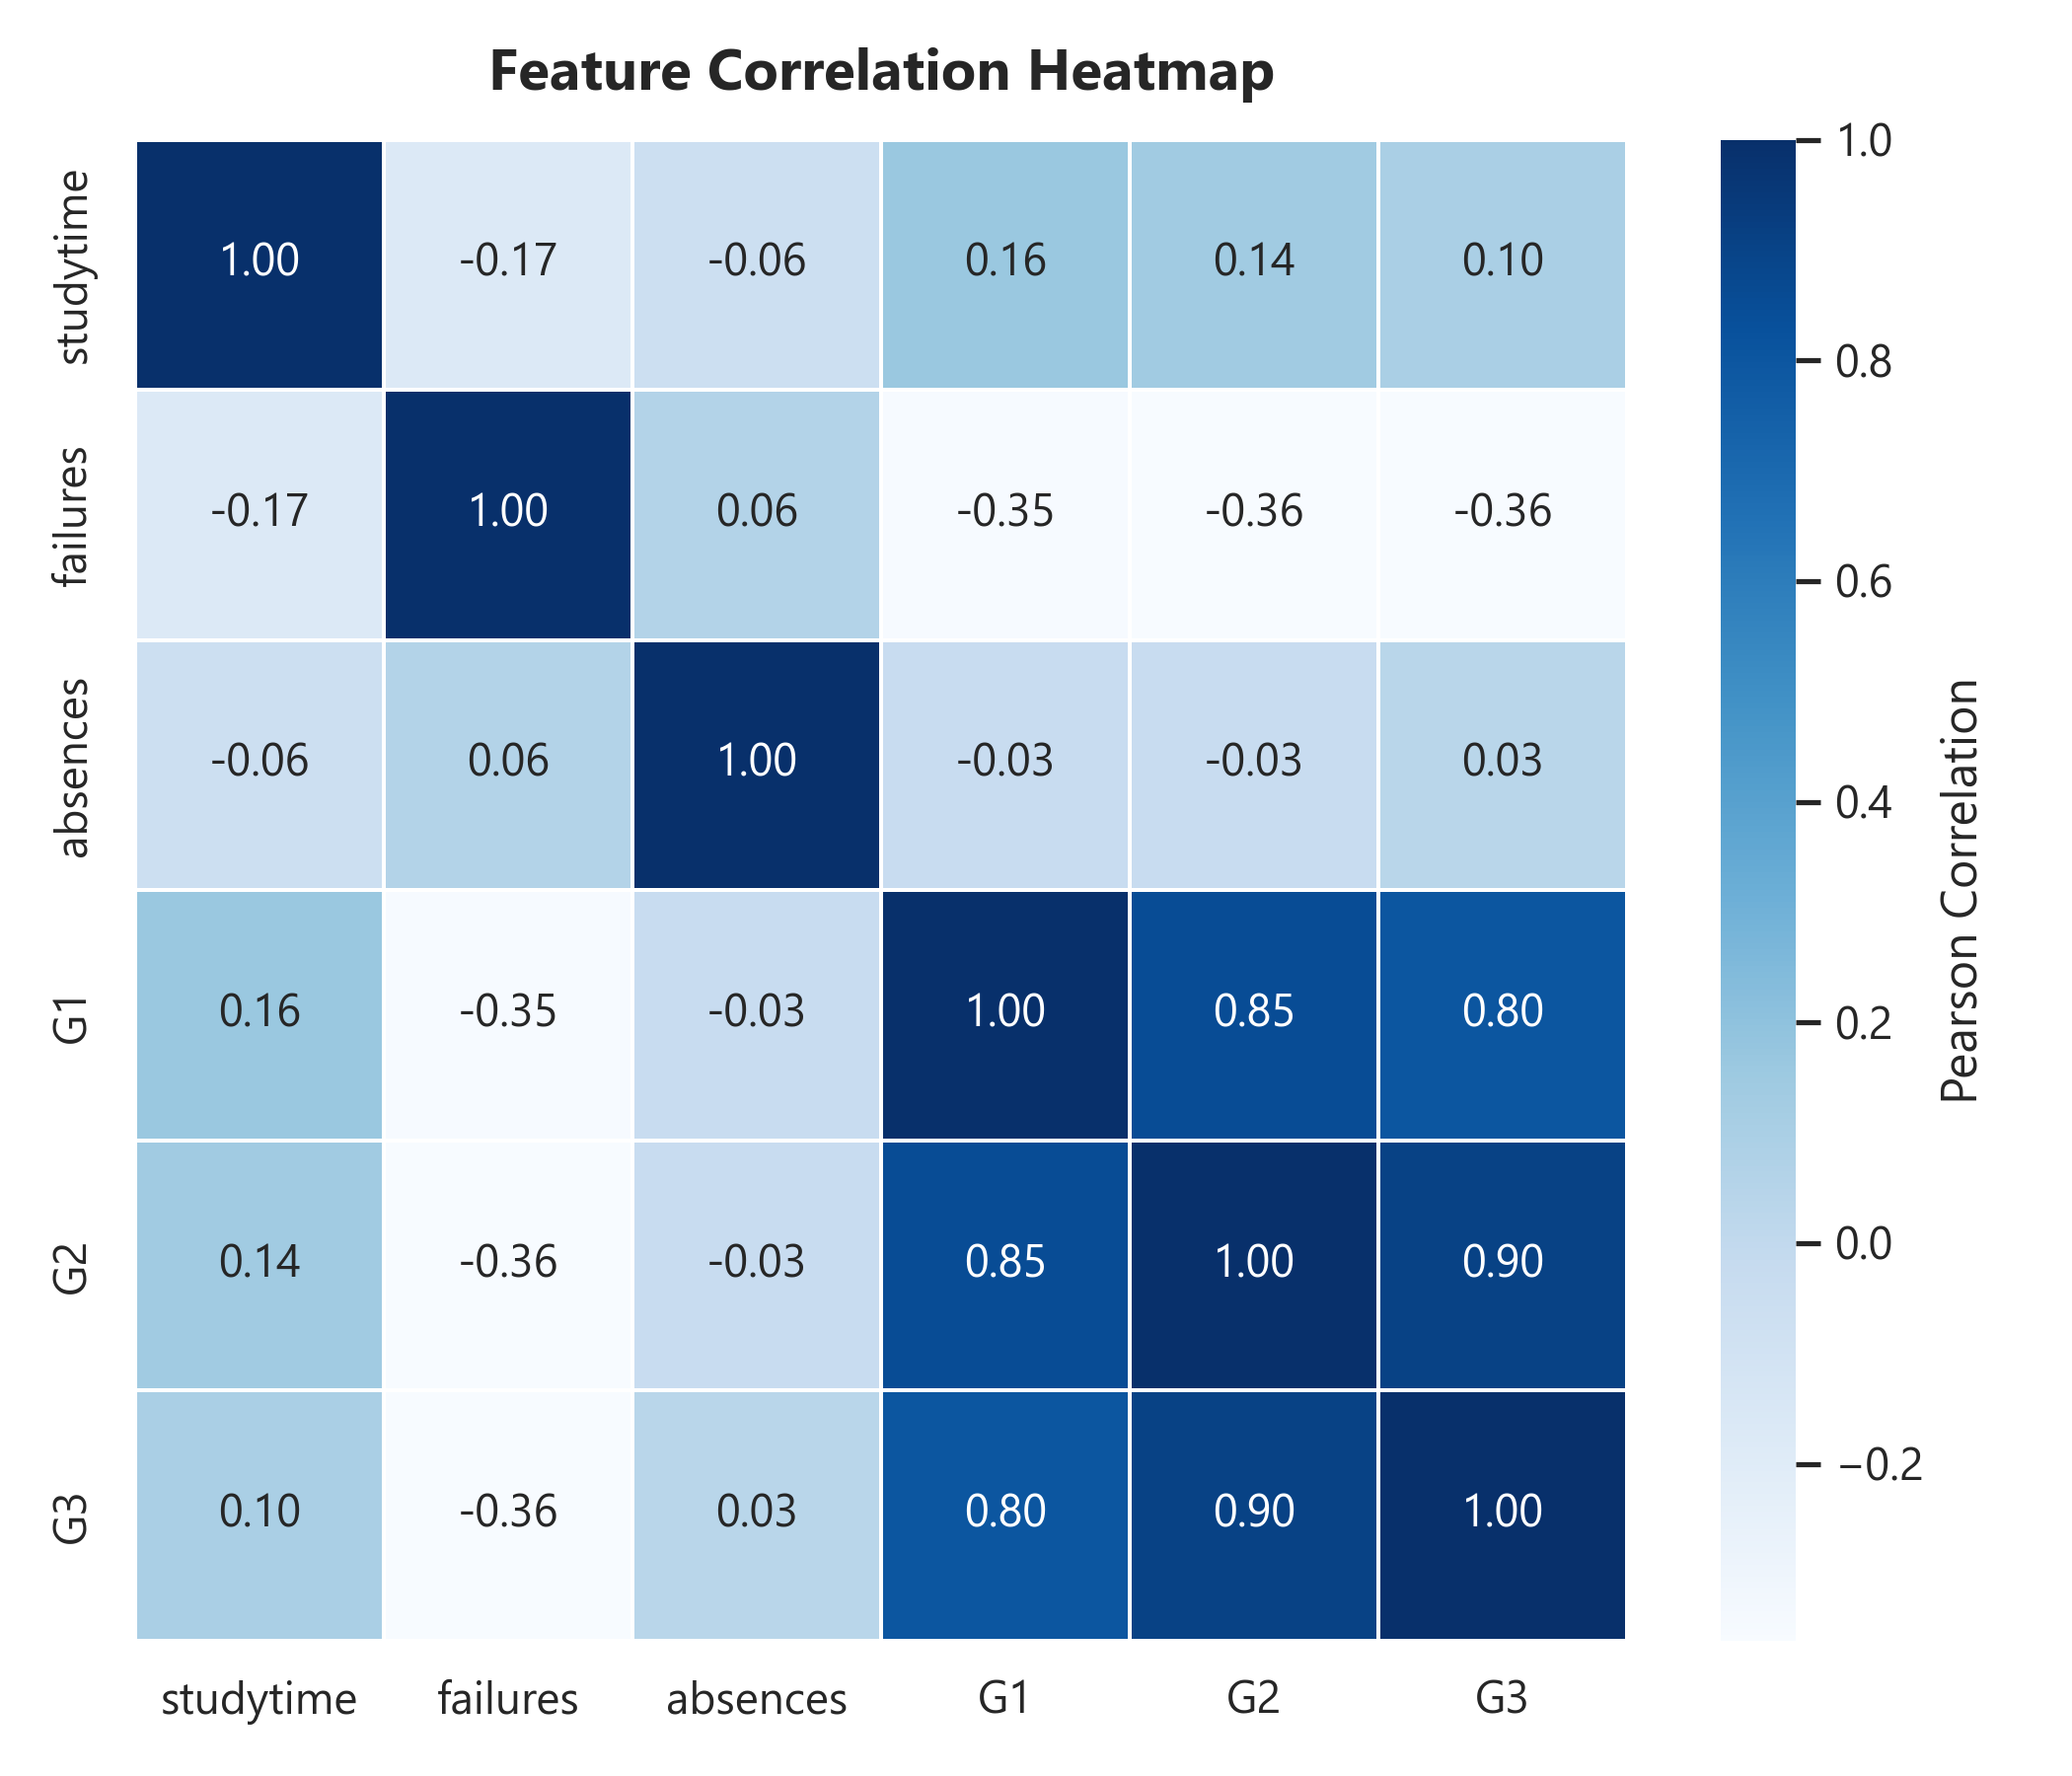 Feature Correlation Heatmap
studytime 1.00 -0.17 -0.06 0.16 0.14 0.10
failures -0.17 1.00 0.06 -0.35 -0.36 -0.36
absences -0.06 0.06 1.00 -0.03 -0.03 0.03
G1 0.16 -0.35 -0.03 1.00 0.85 0.80
G2 0.14 -0.36 -0.03 0.85 1.00 0.90
G3 0.10 -0.36 0.03 0.80 0.90 1.00
studytime failures absences G1 G2 G3
1.0
0.8
0.6
0.4
0.2
0.0
−0.2
Pearson Correlation